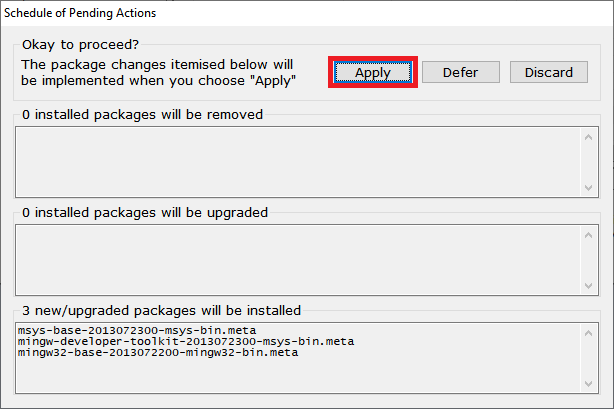 Schedule of Pending Actions
Okay to proceed?
The package changes itemised below will
be implemented when you choose "Apply"
Apply
Defer
Discard
0 installed packages will be removed
0 installed packages will be upgraded
3 new/upgraded packages will be installed
msys-base-2013072300-msys-bin.meta
mingw-developer-toolkit-2013072300-msys-bin.meta
mingw32-base-2013072200-mingw32-bin.meta